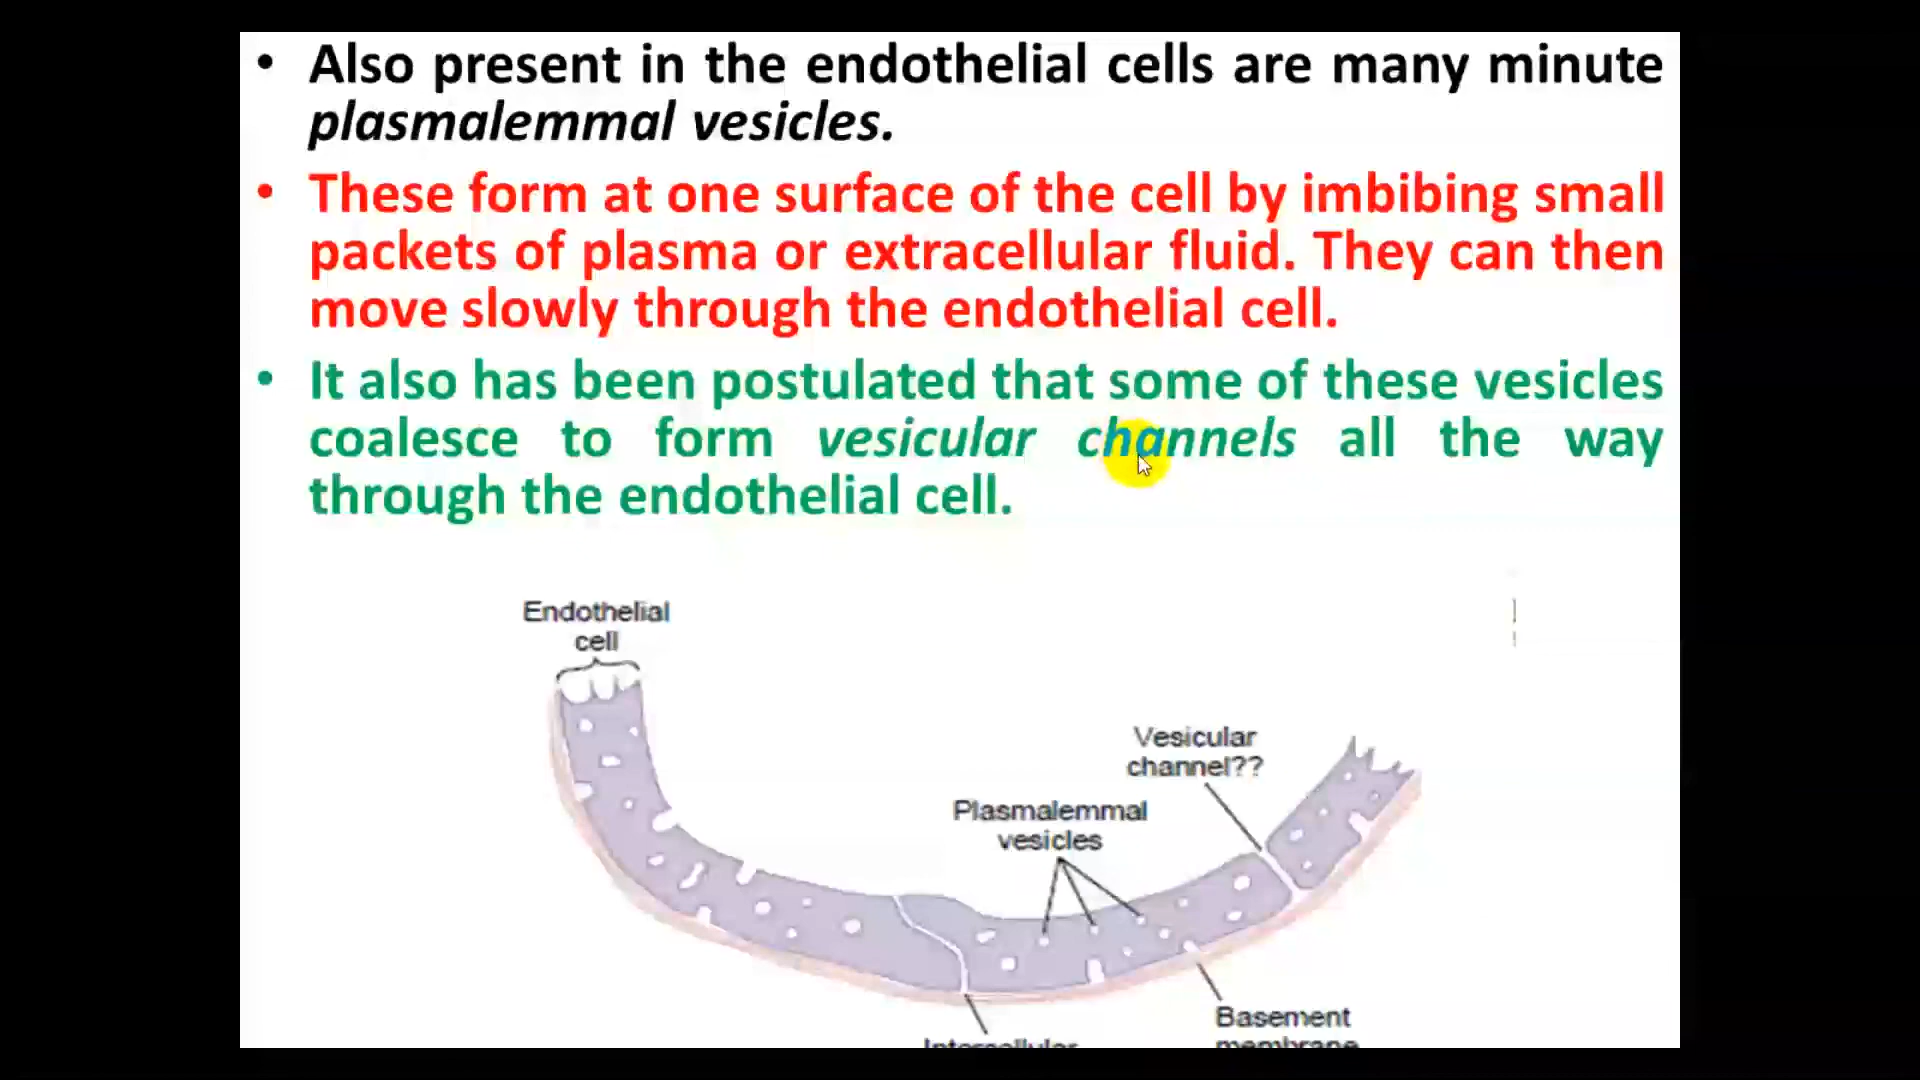 • Also present in the endothelial cells are many minute
plasmalemmal vesicles.
• These form at one surface of the cell by imbibing small
packets of plasma or extracellular fluid. They can then
move slowly through the endothelial cell.
• It also has been postulated that some of these vesicles
coalesce to form vesicular channels all the way
through the endothelial cell.
Endothelial
cell
Vesicular
channel??
Plasmalemmal
vesicles
Basement
membrane
Intercellular